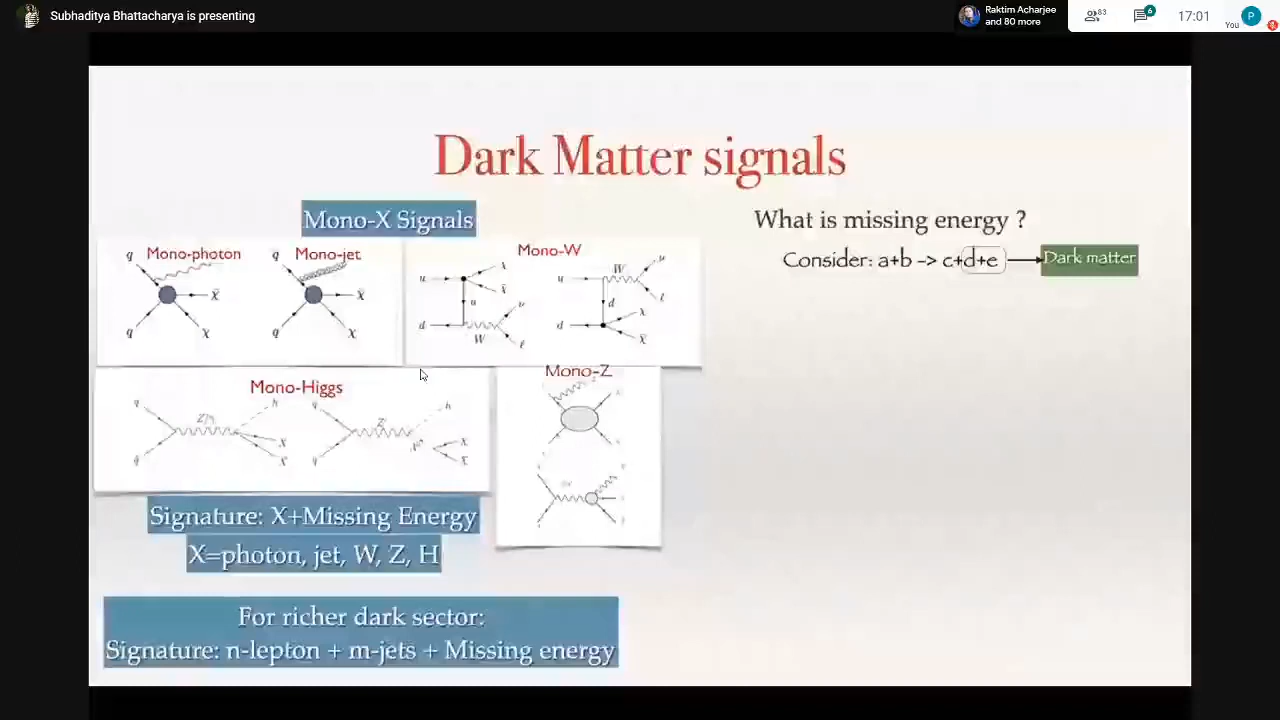 Subhaditya Bhattacharya is presenting
Raktim Acharjee
and 80 more
83
6
17:01
You
P
Dark Matter signals
Mono-X Signals
What is missing energy ?
Consider: a+b -> c+d+e
Dark matter
Mono-photon
Mono-jet
Mono-W
q
q
χ̄
χ
q
q
χ̄
χ
u
d
u
W
u
d
d
W
Mono-Higgs
Mono-Z
Signature: X+Missing Energy
X=photon, jet, W, Z, H
For richer dark sector:
Signature: n-lepton + m-jets + Missing energy